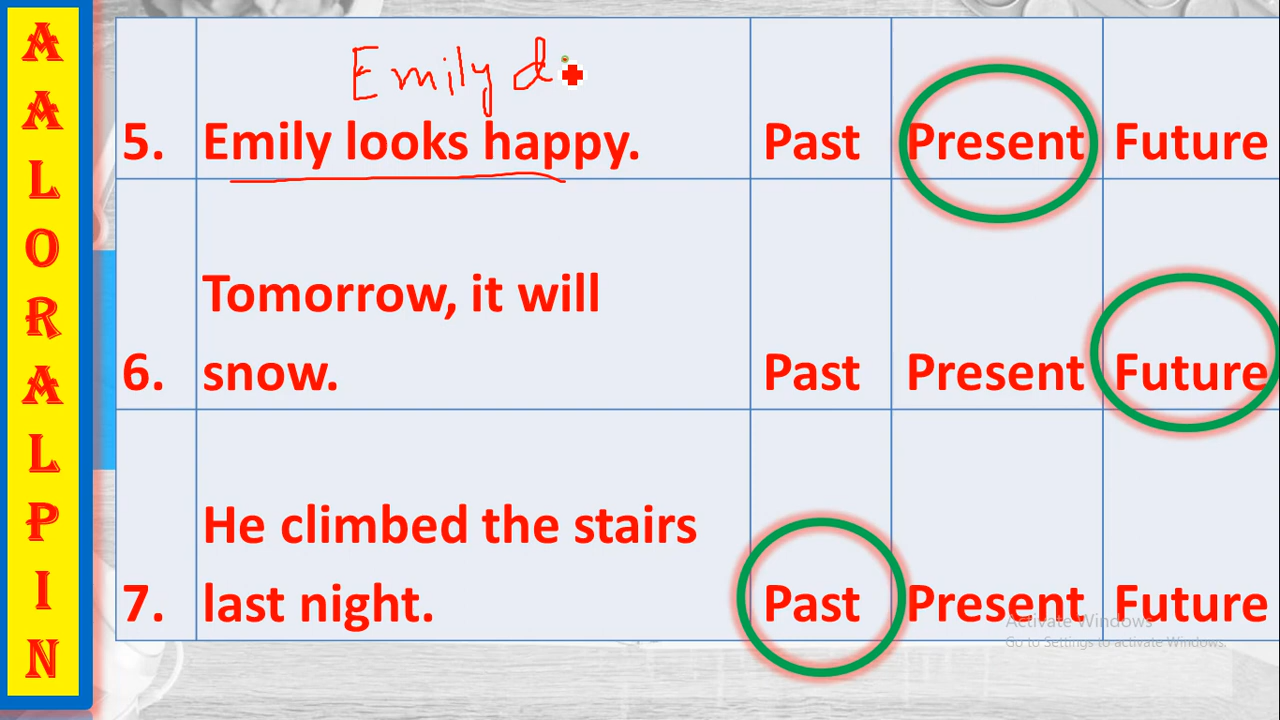 A
A
L
O
R
A
L
P
I
N
Emily d
5. Emily looks happy. Past Present Future
Tomorrow, it will
6. snow. Past Present Future
He climbed the stairs
7. last night. Past Present Future
Activate Windows
Go to Settings to activate Windows.